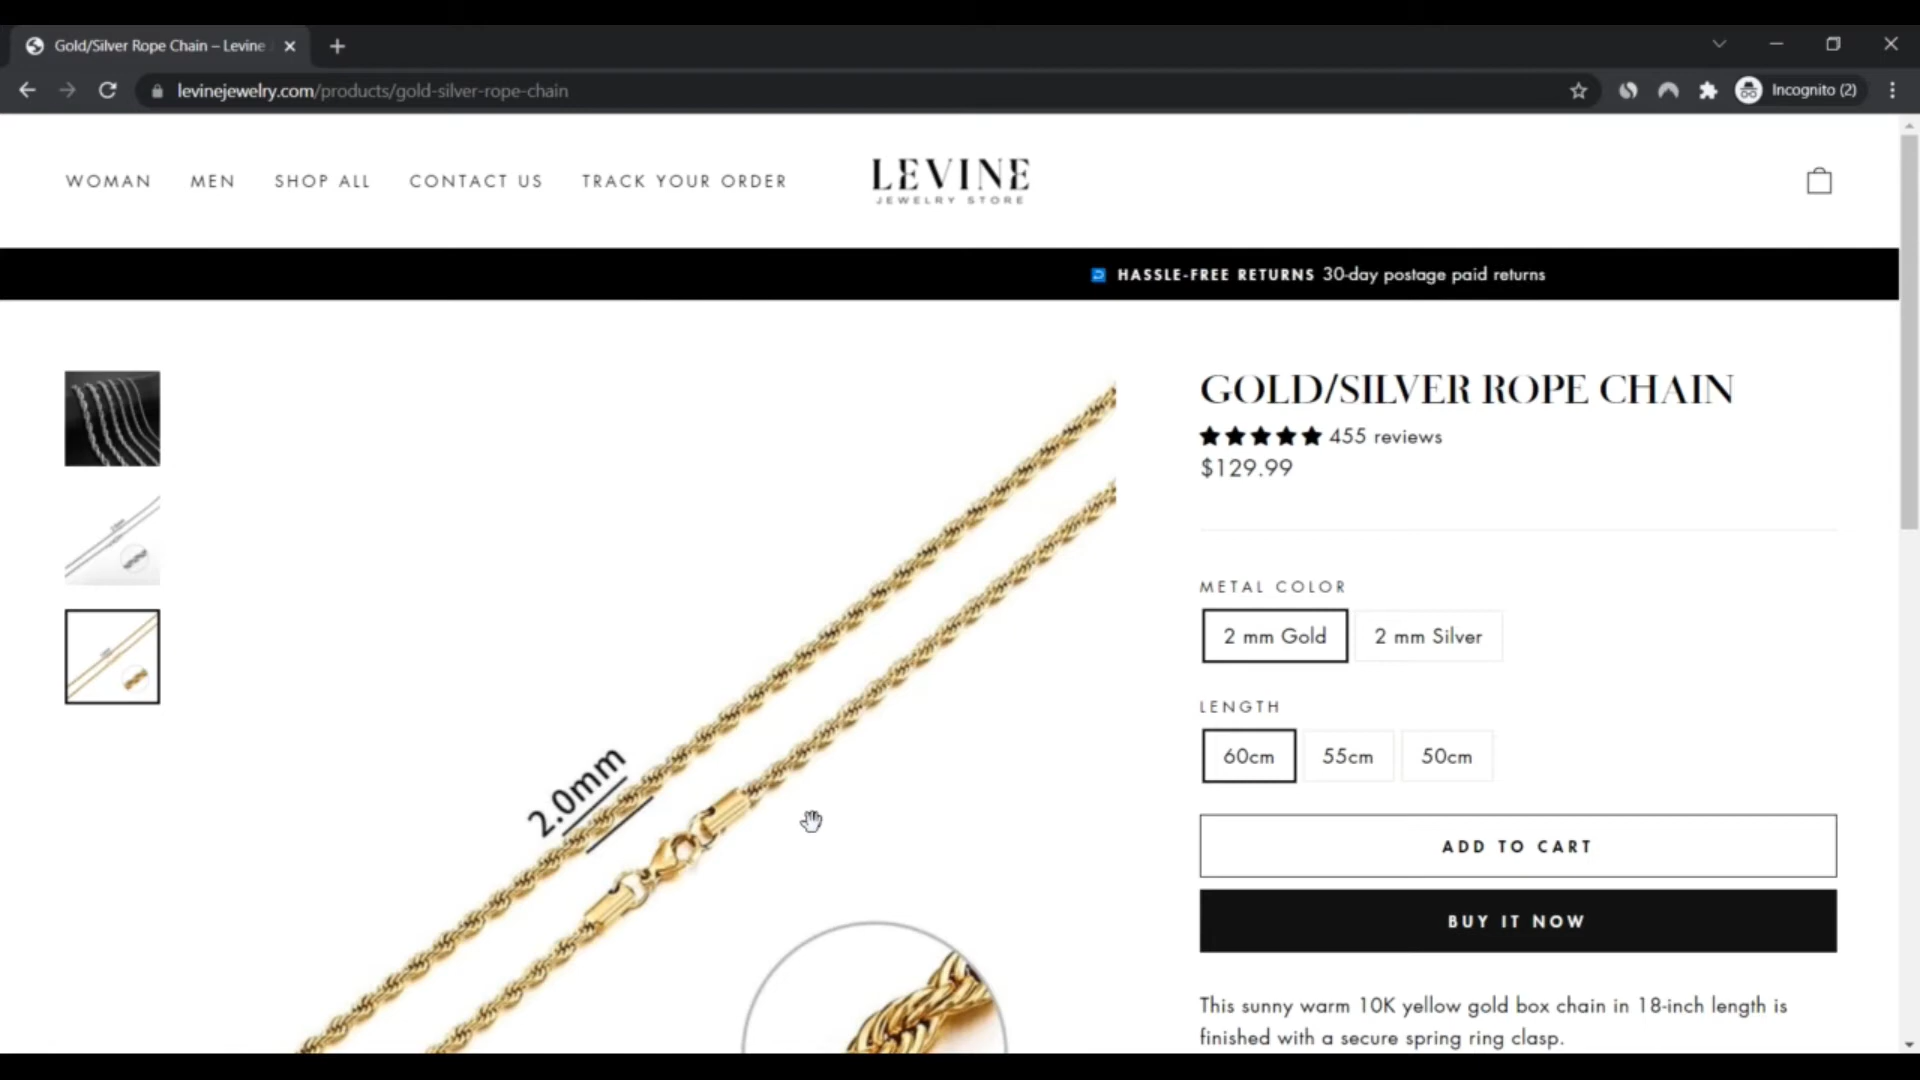 Gold/Silver Rope Chain – Levine
levinejewelry.com/products/gold-silver-rope-chain
Incognito (2)
WOMAN MEN SHOP ALL CONTACT US TRACK YOUR ORDER
LEVINE
JEWELRY STORE
HASSLE-FREE RETURNS 30-day postage paid returns
GOLD/SILVER ROPE CHAIN
455 reviews
$129.99
METAL COLOR
2 mm Gold 2 mm Silver
LENGTH
60cm 55cm 50cm
2.0mm
ADD TO CART
BUY IT NOW
This sunny warm 10K yellow gold box chain in 18-inch length is
finished with a secure spring ring clasp.